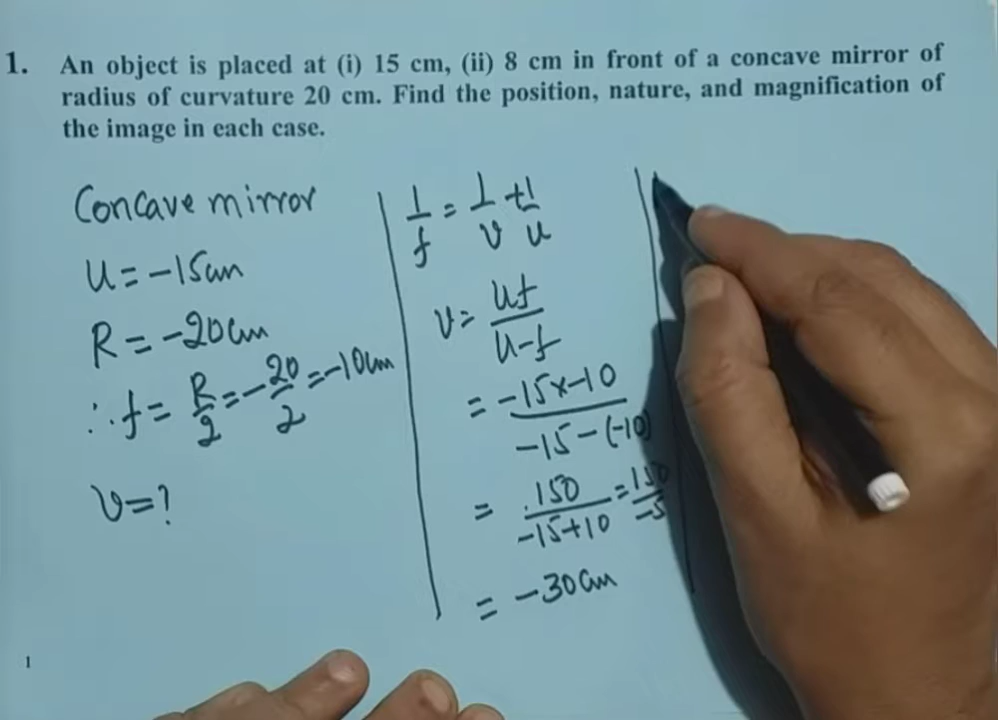 1. An object is placed at (i) 15 cm, (ii) 8 cm in front of a concave mirror of
radius of curvature 20 cm. Find the position, nature, and magnification of
the image in each case.
Concave mirror
u = -15cm
R = -20cm
∴ f = R/2 = -20/2 = -10cm
v = ?
1/f = 1/v + 1/u
v = uf/u-f
= -15x-10/-15-(-10)
= 150/-15+10 = 150/-5
= -30cm
1